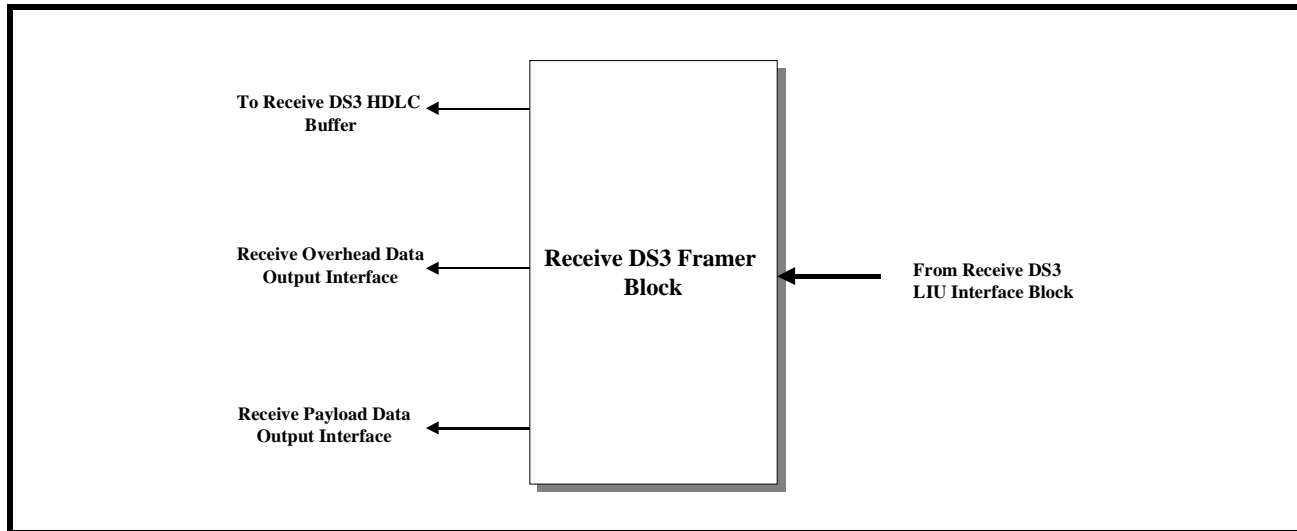 To Receive DS3 HDLC
Buffer
Receive Overhead Data
Output Interface
Receive Payload Data
Output Interface
Receive DS3 Framer
Block
From Receive DS3
LIU Interface Block